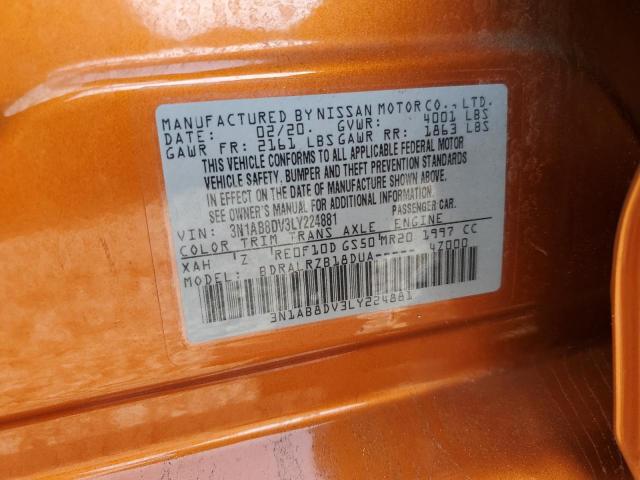 MANUFACTURED BY NISSAN MOTOR CO., LTD.
DATE: 02/20. GVWR: 4001 LBS
GAWR FR: 2161 LBS GAWR RR: 1863 LBS
THIS VEHICLE CONFORMS TO ALL APPLICABLE FEDERAL MOTOR
VEHICLE SAFETY, BUMPER AND THEFT PREVENTION STANDARDS
IN EFFECT ON THE DATE OF MANUFACTURE SHOWN ABOVE.
SEE OWNER'S MANUAL FOR ADDITIONAL INFORMATION.
VIN: 3N1AB8DV3LY224881 PASSENGER CAR.
COLOR TRIM TRANS AXLE ENGINE
XAH Z RE0F10D GS50 MR20 1997 CC
MODEL: BDRALRZB18DUA----- 4Z000
3N1AB8DV3LY224881